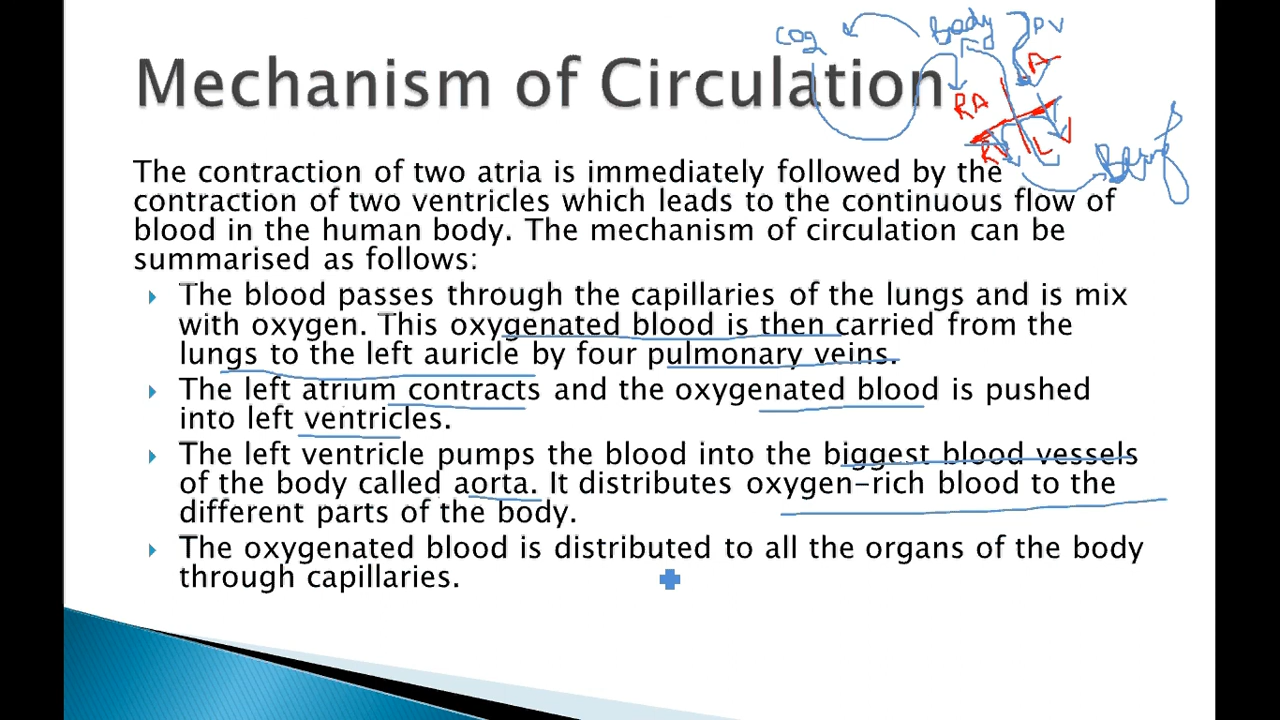 CO2 body PV
Mechanism of Circulation
RA
The contraction of two atria is immediately followed by the
contraction of two ventricles which leads to the continuous flow of
blood in the human body. The mechanism of circulation can be
summarised as follows:
The blood passes through the capillaries of the lungs and is mix
with oxygen. This oxygenated blood is then carried from the
lungs to the left auricle by four pulmonary veins.
The left atrium contracts and the oxygenated blood is pushed
into left ventricles.
The left ventricle pumps the blood into the biggest blood vessels
of the body called aorta. It distributes oxygen-rich blood to the
different parts of the body.
The oxygenated blood is distributed to all the organs of the body
through capillaries.